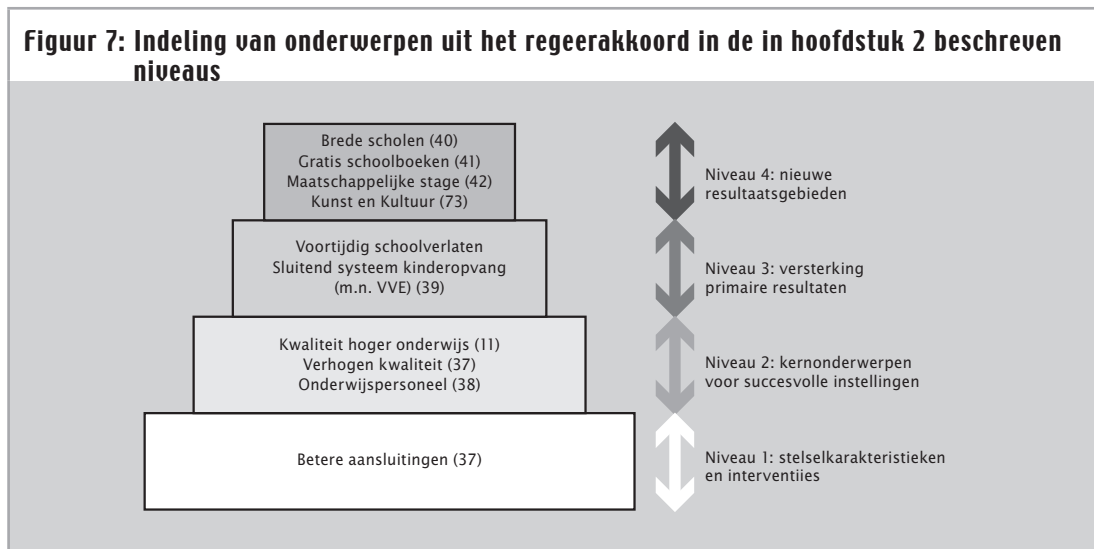 Figuur 7: Indeling van onderwerpen uit het regeerakkoord in de in hoofdstuk 2 beschreven
niveaus
Brede scholen (40)
Gratis schoolboeken (41)
Maatschappelijke stage (42)
Kunst en Kultuur (73)
Niveau 4: nieuwe
resultaatsgebieden
Voortijdig schoolverlaten
Sluitend systeem kinderopvang
(m.n. VVE) (39)
Niveau 3: versterking
primaire resultaten
Kwaliteit hoger onderwijs (11)
Verhogen kwaliteit (37)
Onderwijspersoneel (38)
Niveau 2: kernonderwerpen
voor succesvolle instellingen
Betere aansluitingen (37)
Niveau 1: stelselkarakteristieken
en interventiies